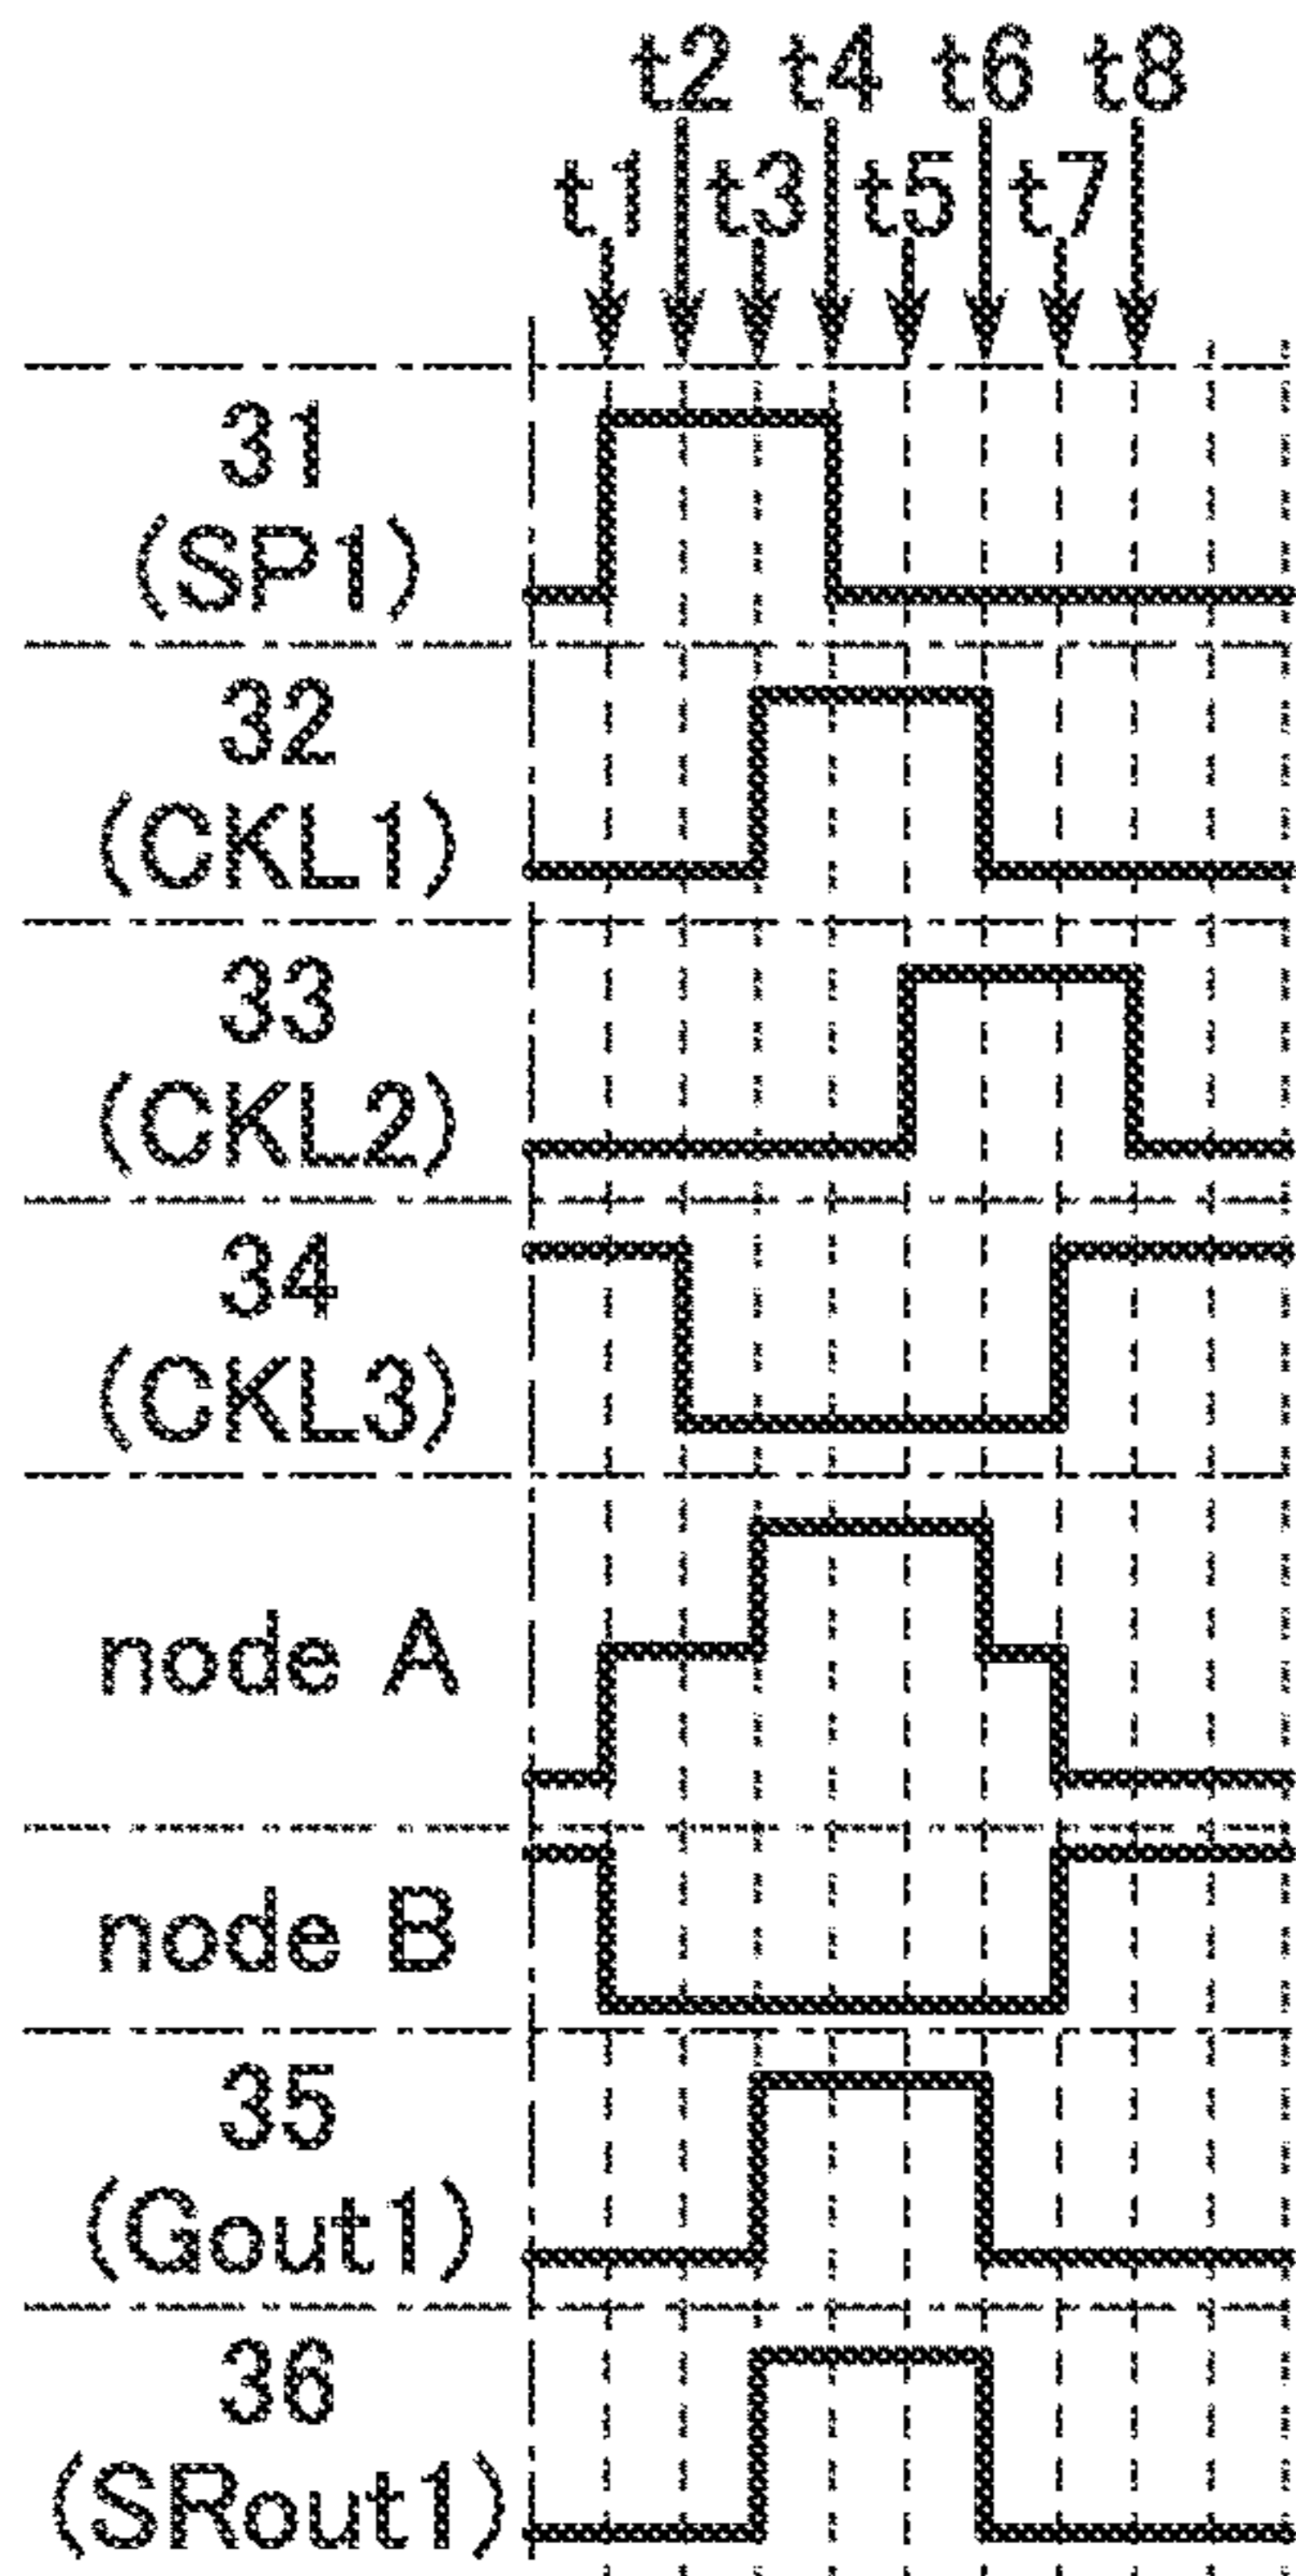 t2 t4 t6 t8
t1 t3 t5 t7
31
(SP1)
32
(CKL1)
33
(CKL2)
34
(CKL3)
node A
node B
35
(Gout1)
36
(SRout1)